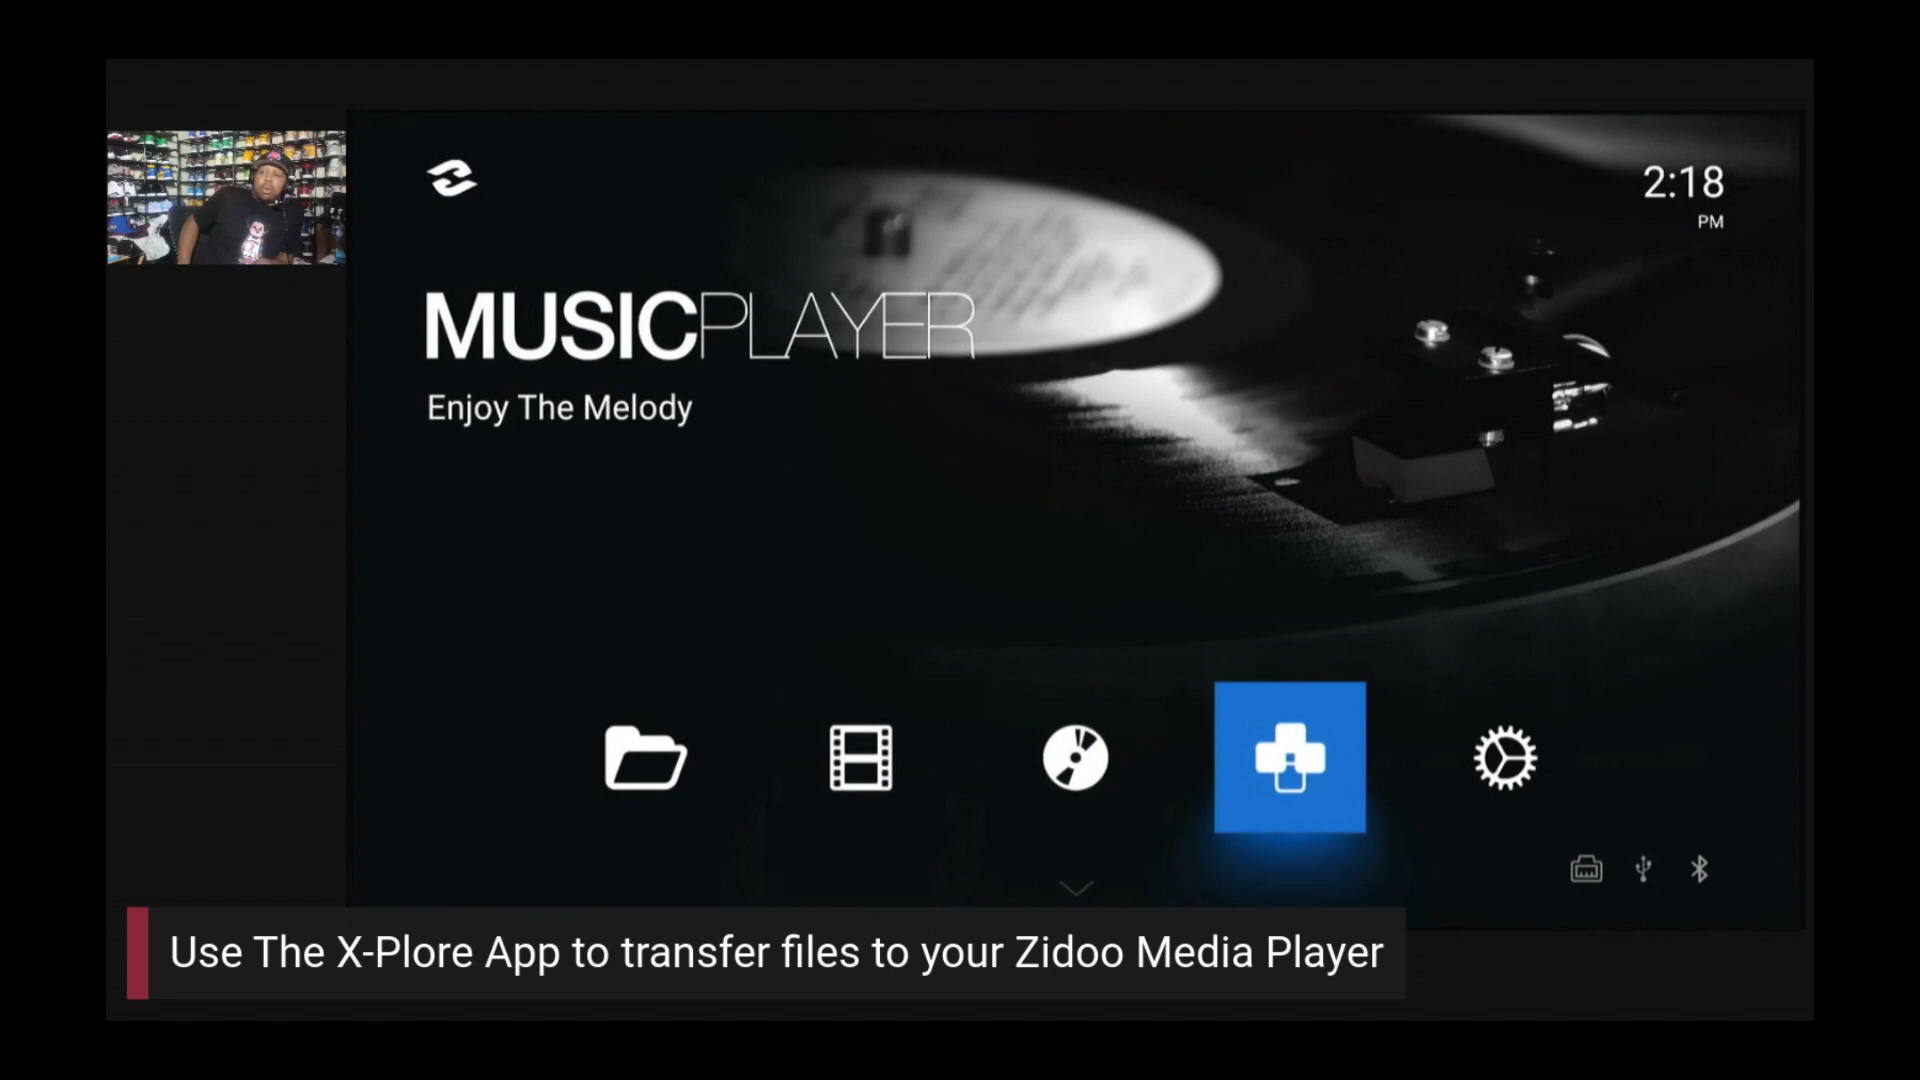 2:18
PM
MUSICPLAYER
Enjoy The Melody
Use The X-Plore App to transfer files to your Zidoo Media Player